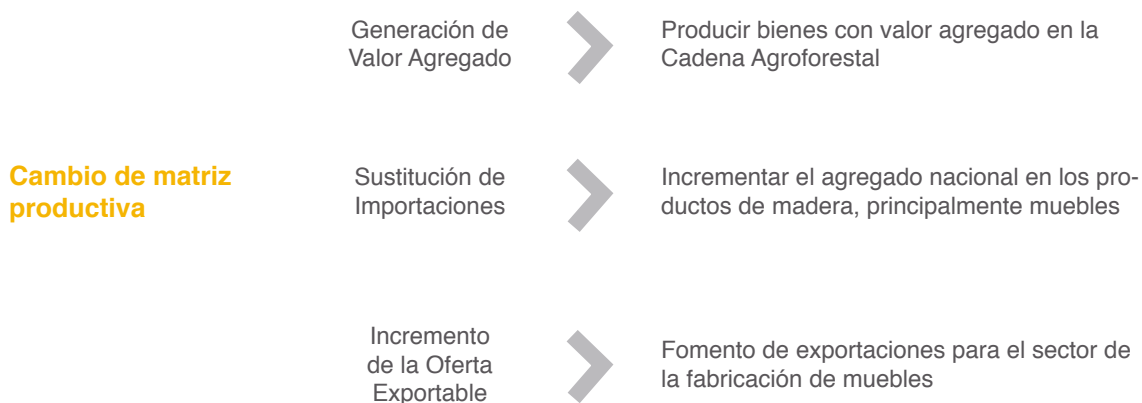 Generación de
Valor Agregado
Producir bienes con valor agregado en la
Cadena Agroforestal
Cambio de matriz
productiva
Sustitución de
Importaciones
Incrementar el agregado nacional en los pro-
ductos de madera, principalmente muebles
Incremento
de la Oferta
Exportable
Fomento de exportaciones para el sector de
la fabricación de muebles